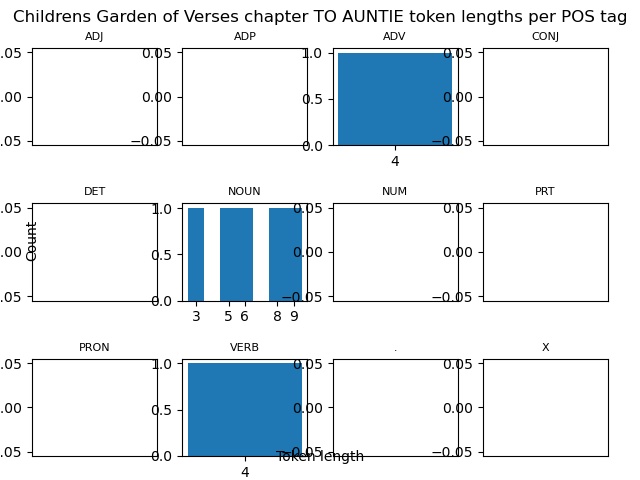 Childrens Garden of Verses chapter TO AUNTIE token lengths per POS tag
ADJ ADP ADV CONJ
.05 0.05 1.0 0.05
.00 0.00 0.5 0.00
.05 −0.05 0.0 −0.05
4
DET NOUN NUM PRT
.05 1.0 0.05 0.05
Count
.00 0.5 0.00 0.00
.05 0.0 −0.05 −0.05
3 5 6 8 9
PRON VERB . X
.05 1.0 0.05 0.05
.00 0.5 0.00 0.00
.05 0.0 −0.05 −0.05
Token length
4